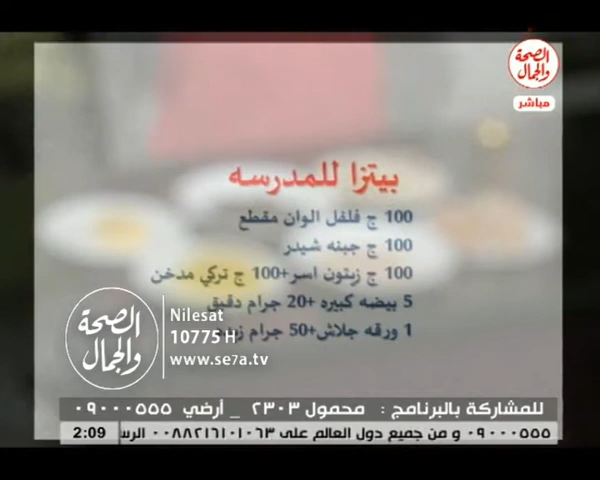 الصحة
والجمال
مباشر
بيتزا للمدرسه
100 ج فلفل الوان مقطع
100 ج جبنه شيدر
100 ج زيتون اسر+100 ج تركي مدخن
5 بيضه كبيره +20 جرام دقيق
1 ورقه جلاش+50 جرام
الصحة
والجمال
Nilesat
10775 H
www.se7a.tv
للمشاركة بالبرنامج : محمول ٢٣٠٣ _ أرضي ٠٩٠٠٠٥٥٥
٠٩٠٠٠٥٥٥ و من جميع دول العالم على ٠٠٨٨٢١٦١٠١٠٦٣ الرس
2:09